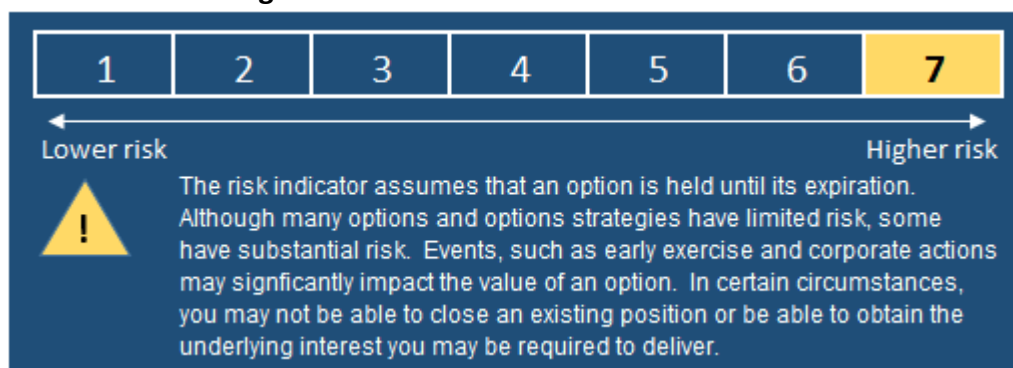 1 2 3 4 5 6 7
Lower risk Higher risk
!
The risk indicator assumes that an option is held until its expiration.
Although many options and options strategies have limited risk, some
have substantial risk.  Events, such as early exercise and corporate actions
may signficantly impact the value of an option.  In certain circumstances,
you may not be able to close an existing position or be able to obtain the
underlying interest you may be required to deliver.